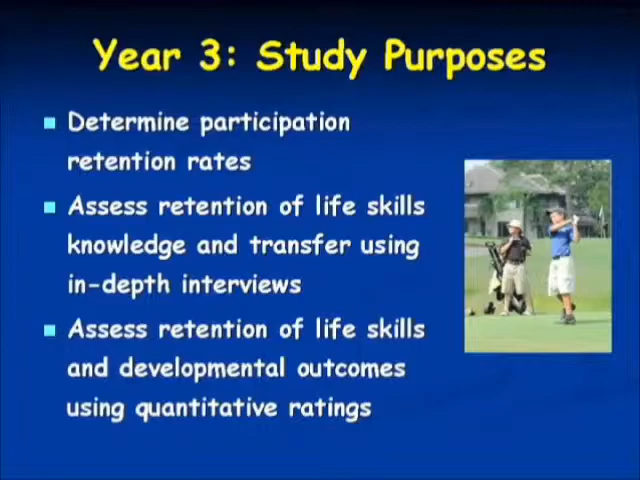 Year 3: Study Purposes
Determine participation
retention rates
Assess retention of life skills
knowledge and transfer using
in-depth interviews
Assess retention of life skills
and developmental outcomes
using quantitative ratings